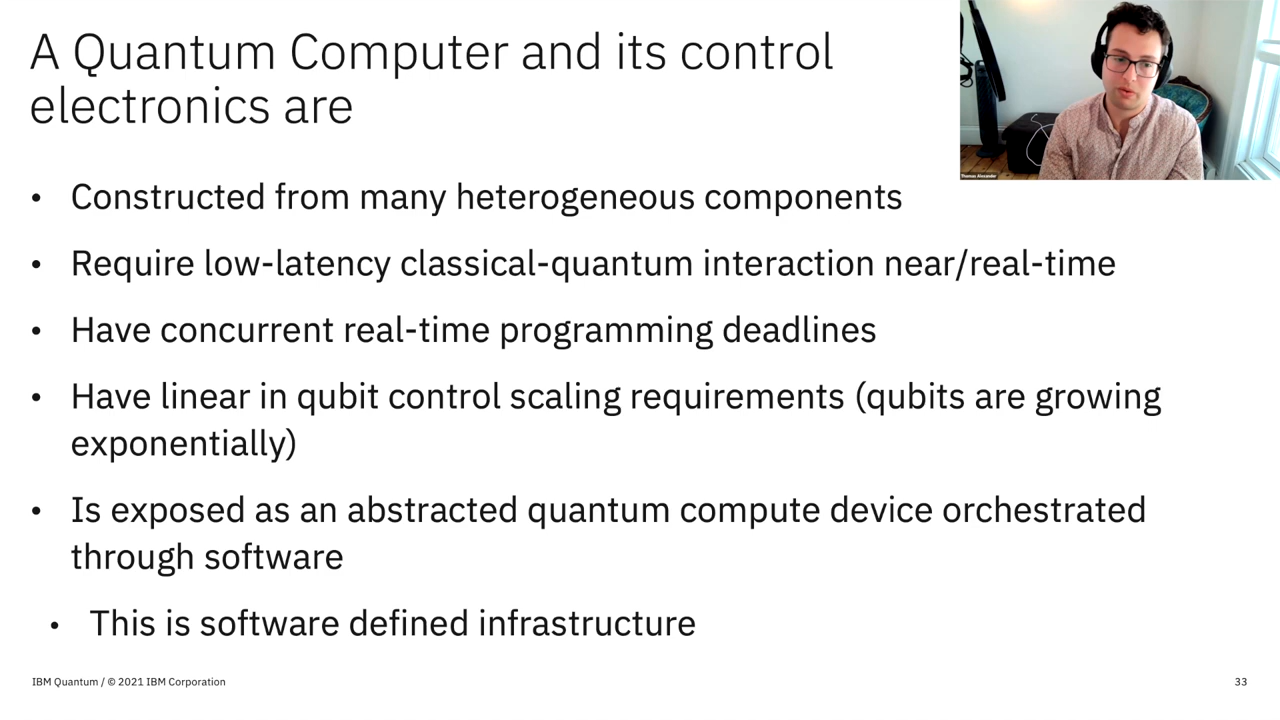 A Quantum Computer and its control
electronics are
• Constructed from many heterogeneous components
• Require low-latency classical-quantum interaction near/real-time
• Have concurrent real-time programming deadlines
• Have linear in qubit control scaling requirements (qubits are growing
exponentially)
• Is exposed as an abstracted quantum compute device orchestrated
through software
• This is software defined infrastructure
Thomas Alexander
IBM Quantum / © 2021 IBM Corporation
33